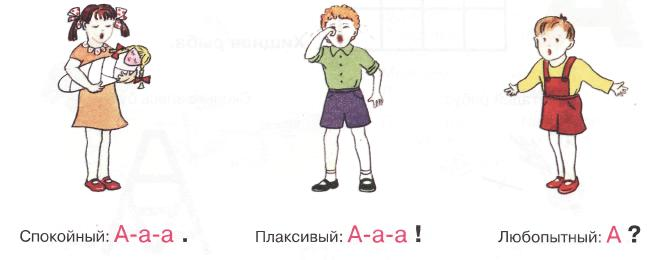 Спокойный: А-а-а .
Плаксивый: А-а-а !
Любопытный: А ?